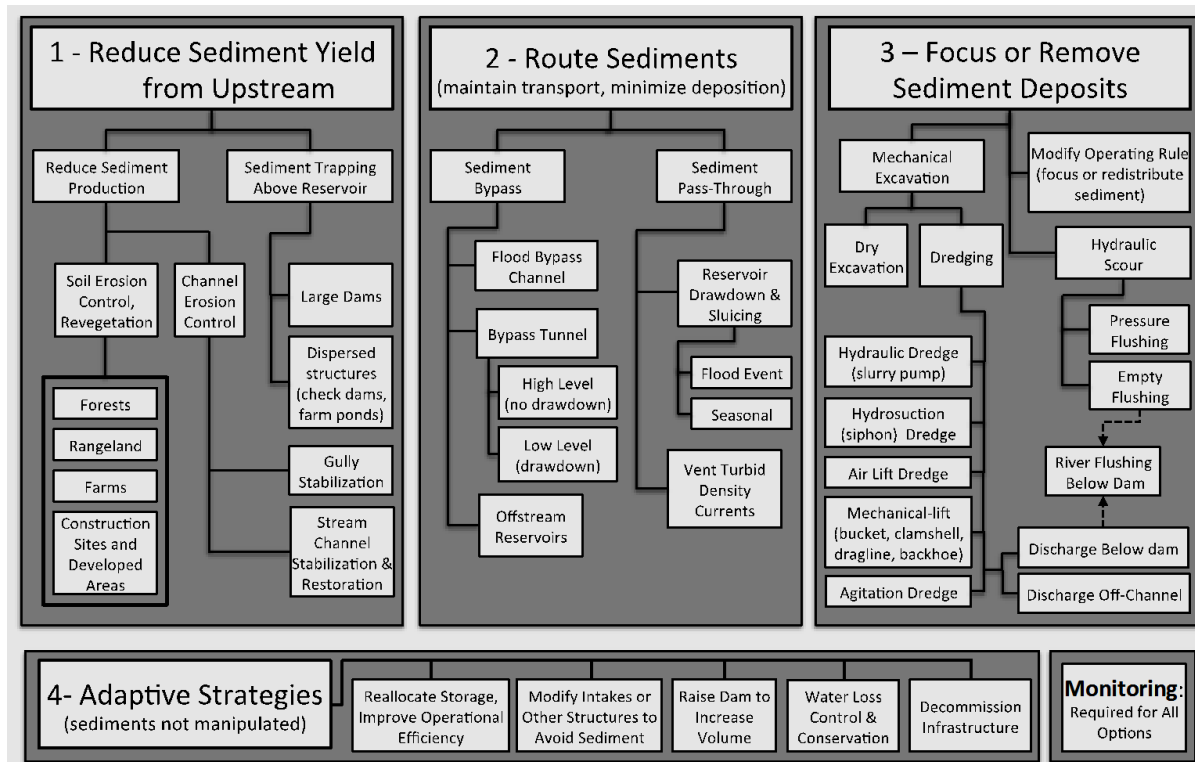 1 - Reduce Sediment Yield
from Upstream
Reduce Sediment
Production
Sediment Trapping
Above Reservoir
Soil Erosion
Control,
Revegetation
Channel
Erosion
Control
Large Dams
Dispersed
structures
(check dams,
farm ponds)
Forests
Rangeland
Farms
Construction
Sites and
Developed
Areas
Gully
Stabilization
Stream
Channel
Stabilization &
Restoration
2 - Route Sediments
(maintain transport, minimize deposition)
Sediment
Bypass
Sediment
Pass-Through
Flood Bypass
Channel
Bypass Tunnel
High Level
(no drawdown)
Low Level
(drawdown)
Offstream
Reservoirs
Reservoir
Drawdown &
Sluicing
Flood Event
Seasonal
Vent Turbid
Density
Currents
3 – Focus or Remove
Sediment Deposits
Mechanical
Excavation
Modify Operating Rule
(focus or redistribute
sediment)
Dry
Excavation
Dredging
Hydraulic
Scour
Pressure
Flushing
Empty
Flushing
Hydraulic Dredge
(slurry pump)
Hydrosuction
(siphon) Dredge
Air Lift Dredge
Mechanical-lift
(bucket, clamshell,
dragline, backhoe)
Agitation Dredge
River Flushing
Below Dam
Discharge Below dam
Discharge Off-Channel
4- Adaptive Strategies
(sediments not manipulated)
Reallocate Storage,
Improve Operational
Efficiency
Modify Intakes or
Other Structures to
Avoid Sediment
Raise Dam to
Increase
Volume
Water Loss
Control &
Conservation
Decommission
Infrastructure
Monitoring:
Required for All
Options